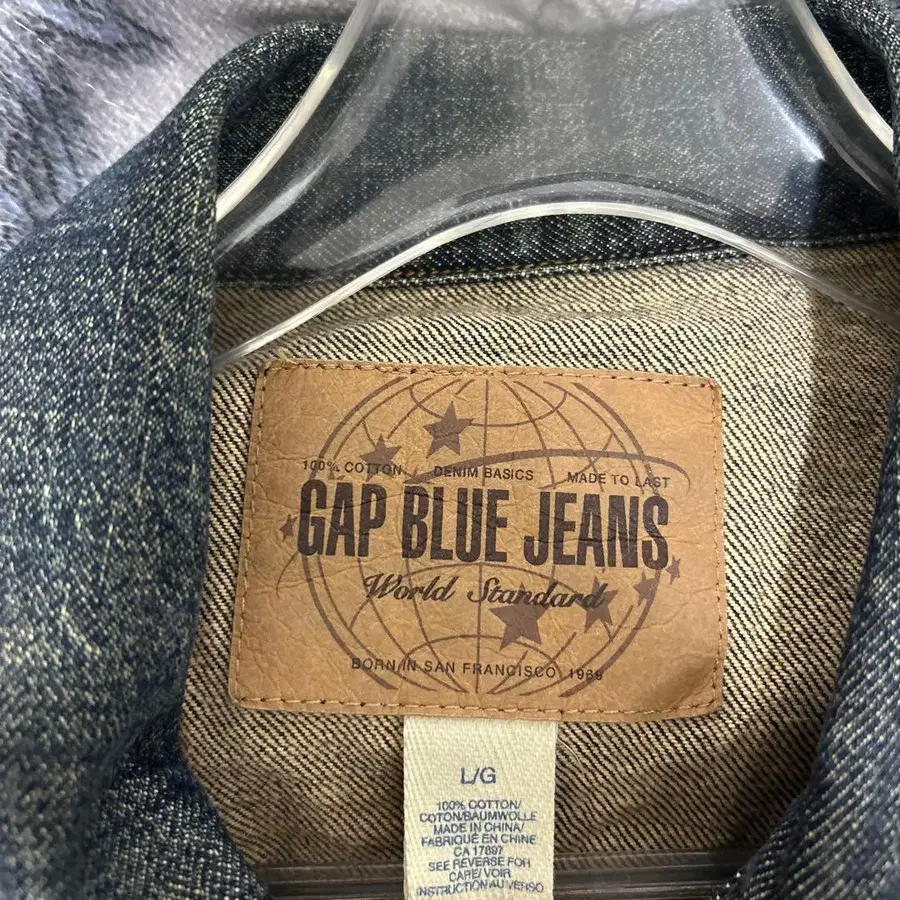 100% COTTON DENIM BASICS MADE TO LAST
GAP BLUE JEANS
World Standard
BORN IN SAN FRANCISCO, 1969
L/G
100% COTTON/
COTON/BAUMWOLLE
MADE IN CHINA/
FABRIQUÉ EN CHINE
CA 17897
SEE REVERSE FOR
CARE/ VOIR
INSTRUCTION AU VERSO